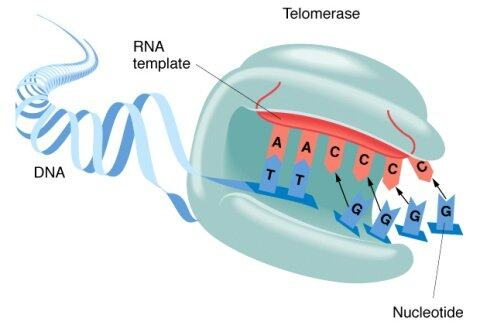 Telomerase
RNA
template
A A C C C C
DNA
T T G G G G
Nucleotide